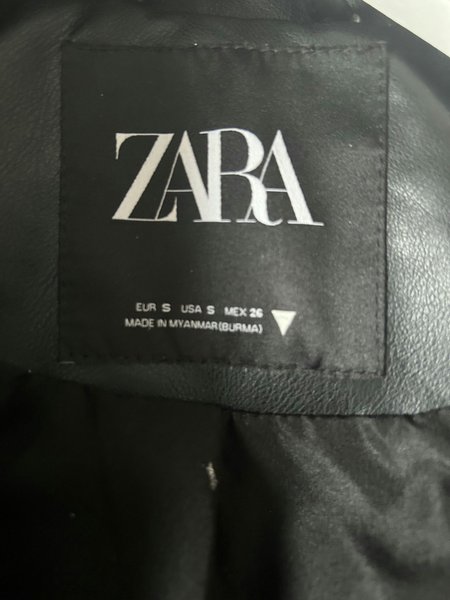 ZARA
EUR S USA S MEX 26
MADE IN MYANMAR(BURMA)